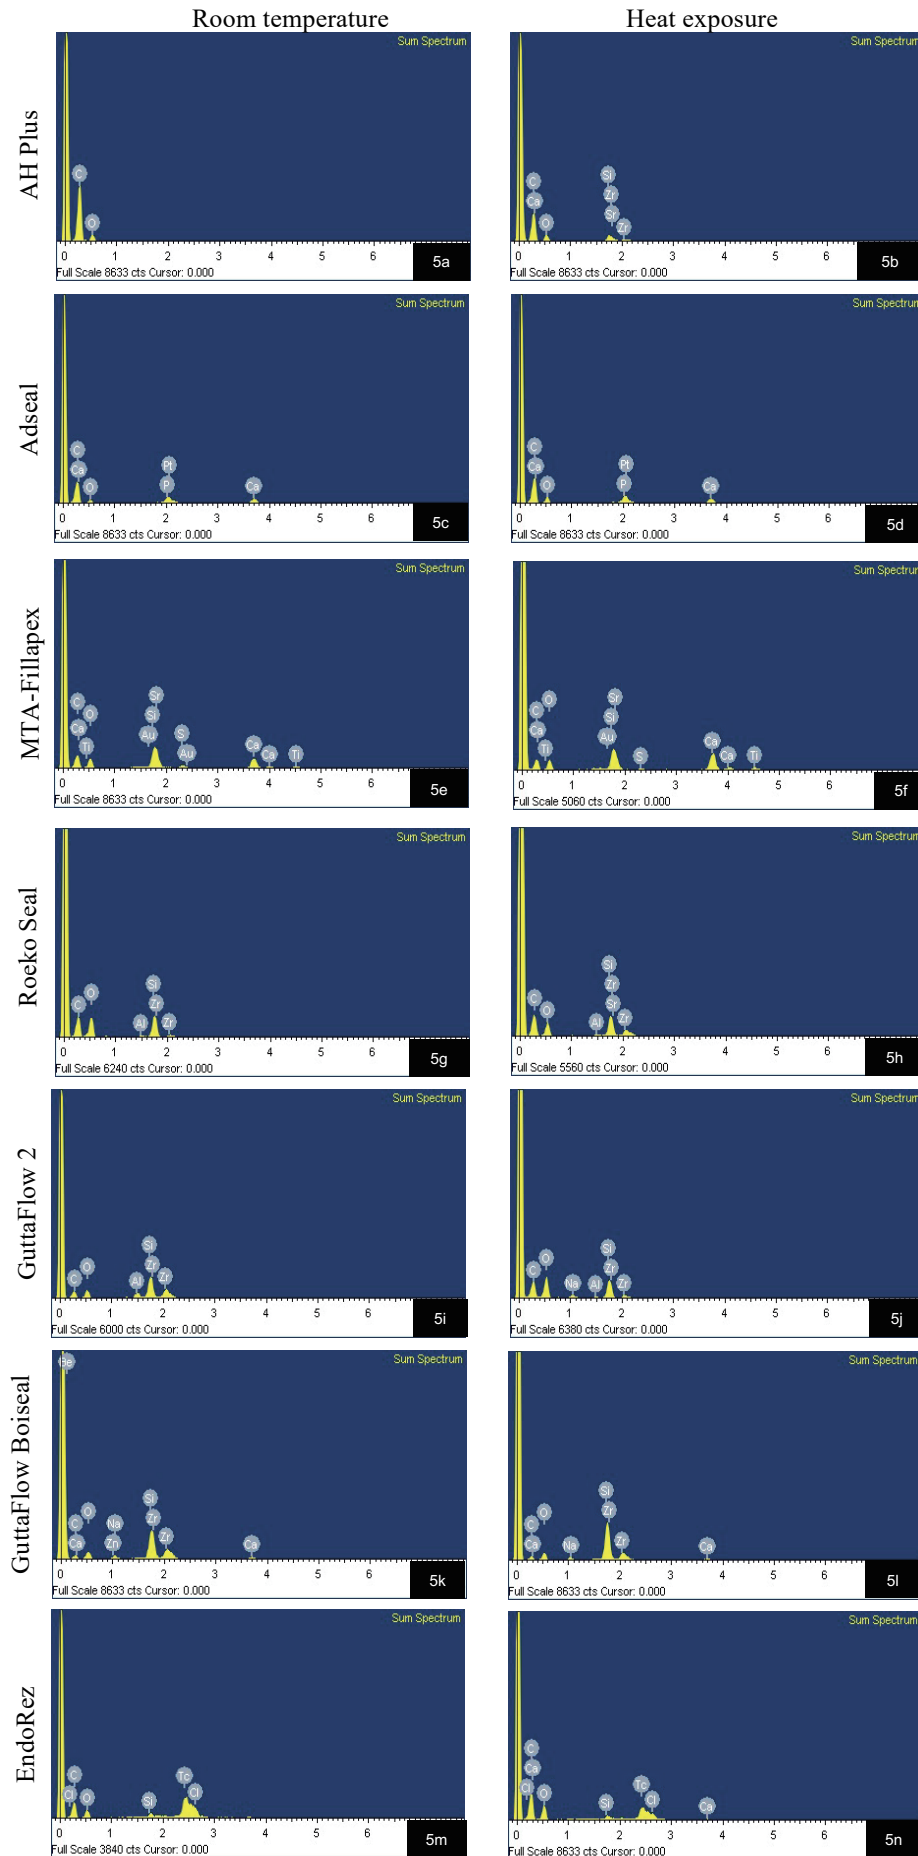 Room temperature
Heat exposure
AH Plus
Sum Spectrum
C
O
0 1 2 3 4 5 6
Full Scale 8633 cts Cursor: 0.000
5a
Sum Spectrum
C
Ca
O
Si
Zr
Sr
Zr
0 1 2 3 4 5 6
Full Scale 8633 cts Cursor: 0.000
5b
Adseal
Sum Spectrum
C
Ca
O
Pt
P
Ca
0 1 2 3 4 5 6
Full Scale 8633 cts Cursor: 0.000
5c
Sum Spectrum
C
Ca
O
Pt
P
Ca
0 1 2 3 4 5 6
Full Scale 8633 cts Cursor: 0.000
5d
MTA-Fillapex
Sum Spectrum
C
O
Ca
Ti
Sr
Si
Au
S
Au
Ca
Ca
Ti
0 1 2 3 4 5 6
Full Scale 8633 cts Cursor: 0.000
5e
Sum Spectrum
O
C
Ca
Ti
Sr
Si
Au
S
Ca
Ca
Ti
0 1 2 3 4 5 6
Full Scale 5060 cts Cursor: 0.000
5f
Roeko Seal
Sum Spectrum
C
O
Al
Si
Zr
Zr
0 1 2 3 4 5 6
Full Scale 6240 cts Cursor: 0.000
5g
Sum Spectrum
C
O
Al
Si
Zr
Sr
Zr
0 1 2 3 4 5 6
Full Scale 5560 cts Cursor: 0.000
5h
GuttaFlow 2
Sum Spectrum
C
O
Al
Si
Zr
Zr
0 1 2 3 4 5 6
Full Scale 6000 cts Cursor: 0.000
5i
Sum Spectrum
C
O
Na
Al
Si
Zr
Zr
0 1 2 3 4 5 6
Full Scale 6380 cts Cursor: 0.000
5j
GuttaFlow Boiseal
Sum Spectrum
Be
C
Ca
O
Na
Zn
Si
Zr
Zr
Ca
0 1 2 3 4 5 6
Full Scale 8633 cts Cursor: 0.000
5k
Sum Spectrum
C
Ca
O
Na
Si
Zr
Zr
Ca
0 1 2 3 4 5 6
Full Scale 8633 cts Cursor: 0.000
5l
EndoRez
Sum Spectrum
C
Cl
O
Si
Tc
Cl
0 1 2 3 4 5 6
Full Scale 3840 cts Cursor: 0.000
5m
Sum Spectrum
C
Ca
Cl
O
Si
Tc
Cl
Ca
0 1 2 3 4 5 6
Full Scale 8633 cts Cursor: 0.000
5n